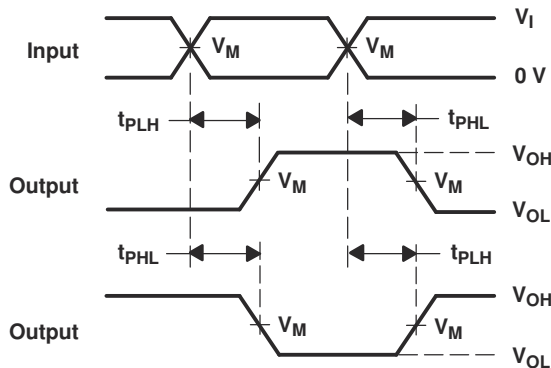 V_I
Input V_M V_M
0 V
t_PLH t_PHL
V_OH
Output V_M V_M
V_OL
t_PHL t_PLH
V_OH
Output V_M V_M
V_OL